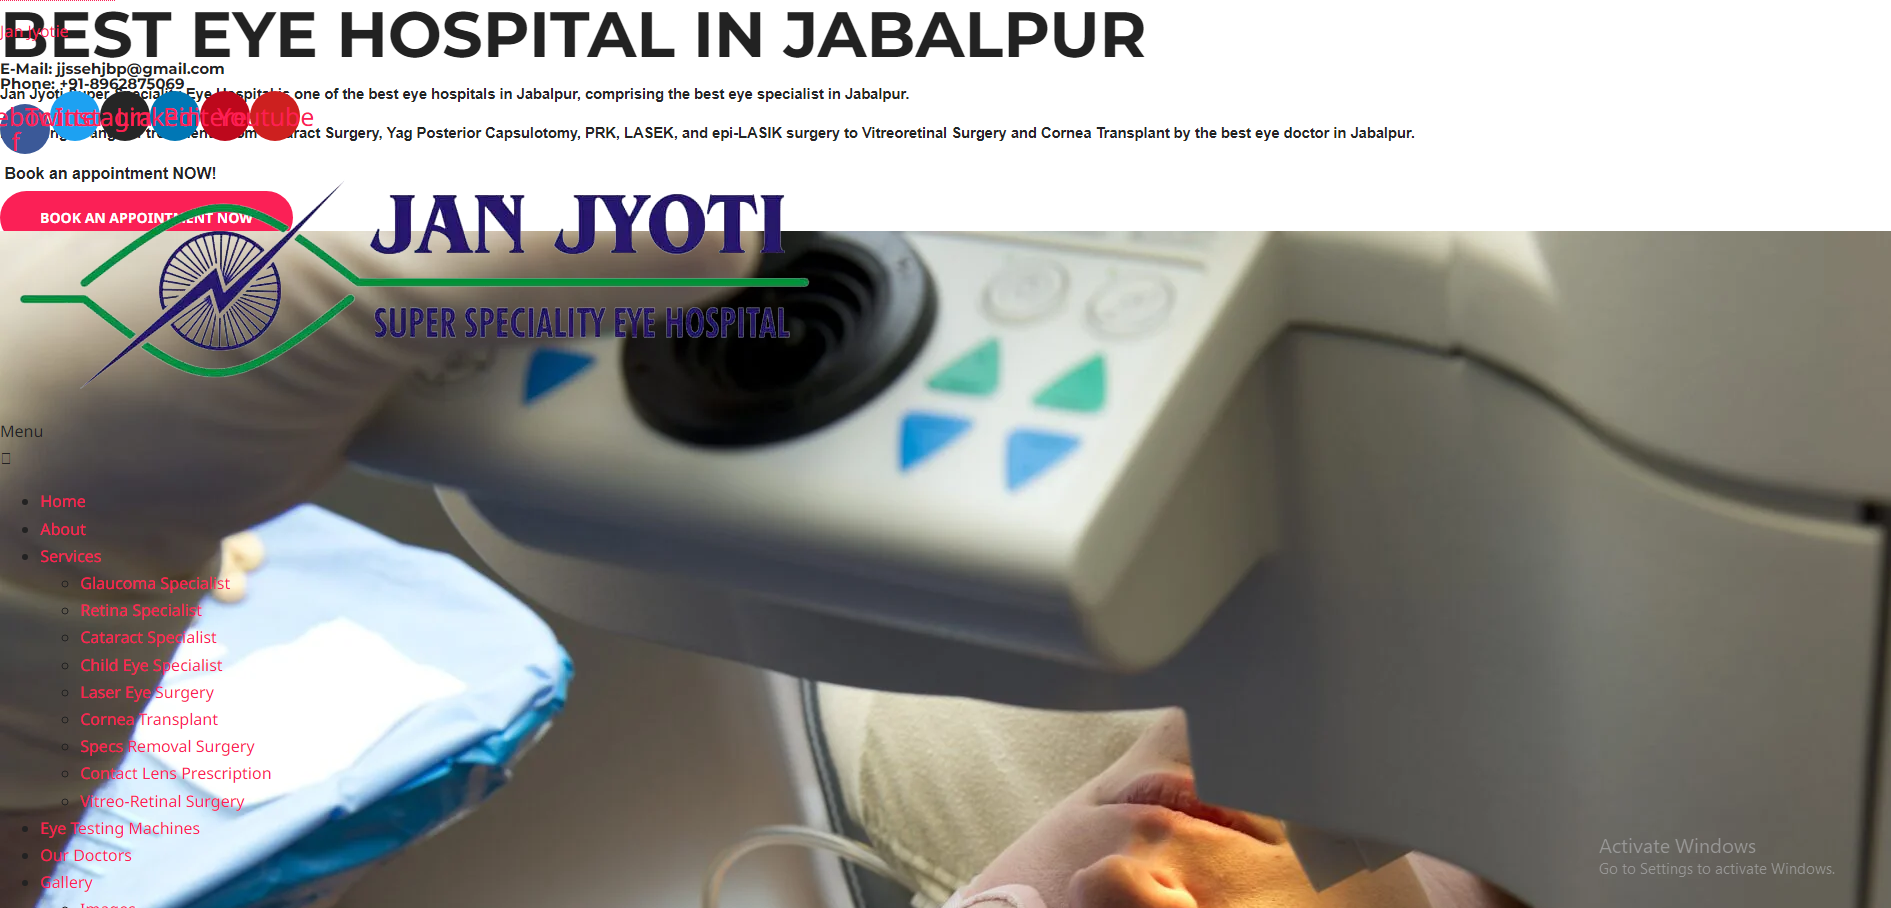 BEST EYE HOSPITAL IN JABALPUR
Jan Jyotie
E-Mail: jjssehjbp@gmail.com
Phone: +91-8962875069
Jan Jyoti Super Speciality Eye Hospital is one of the best eye hospitals in Jabalpur, comprising the best eye specialist in Jabalpur.
Twitter Instagram Linkedin Pinterest Youtube
Surgery, Yag Posterior Capsulotomy, PRK, LASEK, and epi-LASIK surgery to Vitreoretinal Surgery and Cornea Transplant by the best eye doctor in Jabalpur.
Book an appointment NOW!
BOOK AN APPOINTMENT NOW
JAN JYOTI
SUPER SPECIALITY EYE HOSPITAL
Menu
Home
About
Services
Glaucoma Specialist
Retina Specialist
Cataract Specialist
Child Eye Specialist
Laser Eye Surgery
Cornea Transplant
Specs Removal Surgery
Contact Lens Prescription
Vitreo-Retinal Surgery
Eye Testing Machines
Our Doctors
Gallery
Images
Activate Windows
Go to Settings to activate Windows.